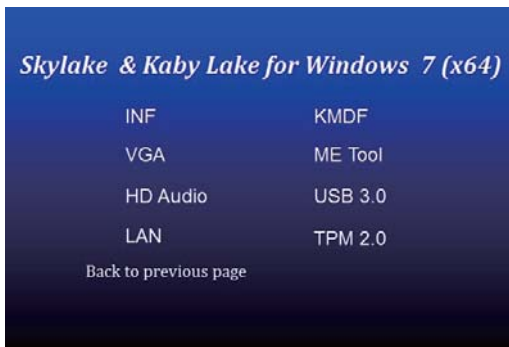 Skylake & Kaby Lake for Windows 7 (x64)
INF KMDF
VGA ME Tool
HD Audio USB 3.0
LAN TPM 2.0
Back to previous page